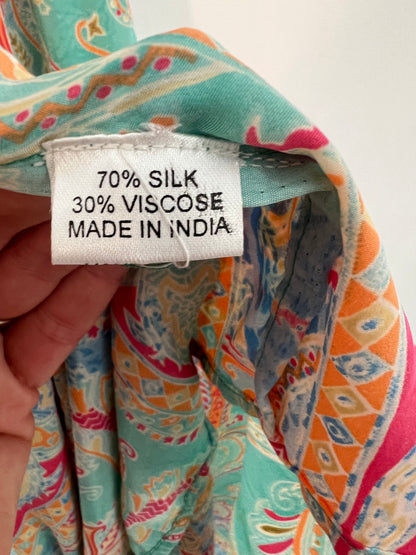 70% SILK
30% VISCOSE
MADE IN INDIA